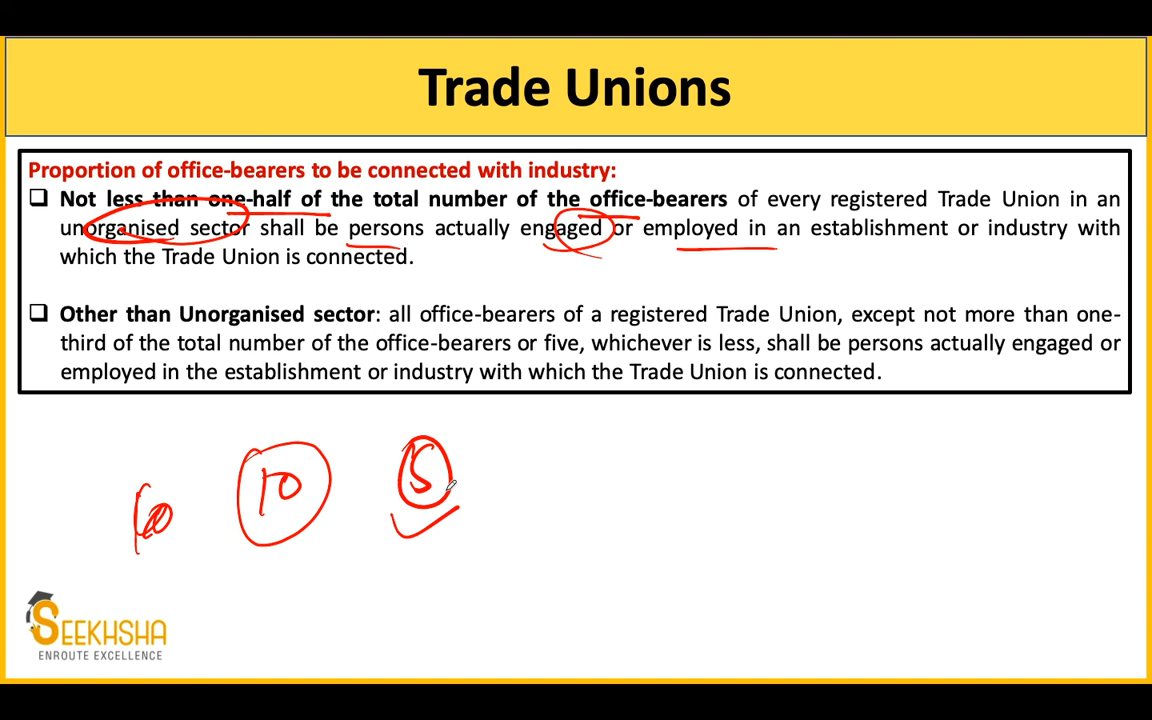 Trade Unions
Proportion of office-bearers to be connected with industry:
❑ Not less than one-half of the total number of the office-bearers of every registered Trade Union in an
unorganised sector shall be persons actually engaged or employed in an establishment or industry with
which the Trade Union is connected.
❑ Other than Unorganised sector: all office-bearers of a registered Trade Union, except not more than one-
third of the total number of the office-bearers or five, whichever is less, shall be persons actually engaged or
employed in the establishment or industry with which the Trade Union is connected.
10 5
SEEKHSHA
ENROUTE EXCELLENCE